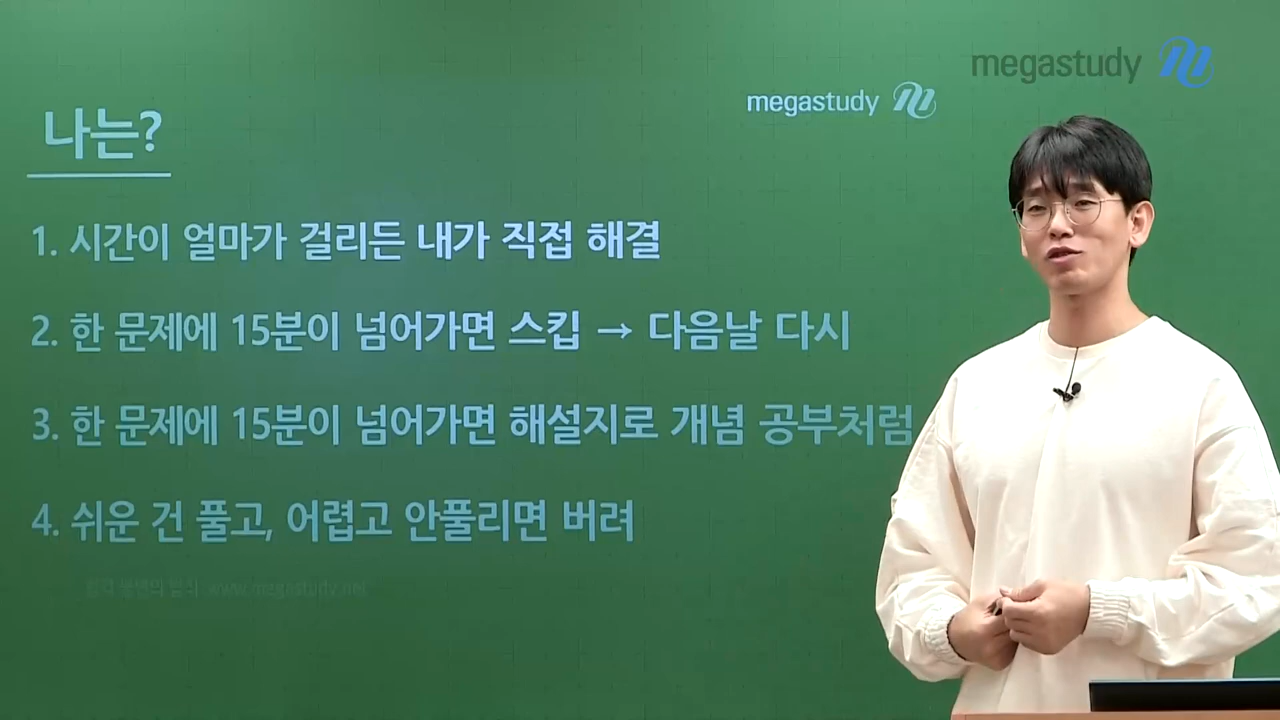 megastudy
megastudy
나는?
1. 시간이 얼마가 걸리든 내가 직접 해결
2. 한 문제에 15분이 넘어가면 스킵 → 다음날 다시
3. 한 문제에 15분이 넘어가면 해설지로 개념 공부처럼
4. 쉬운 건 풀고, 어렵고 안풀리면 버려
www.megastudy.net